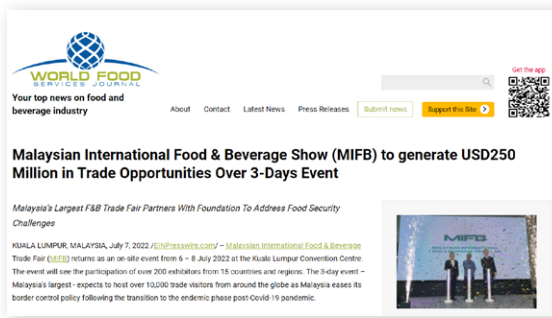 WORLD FOOD
SERVICES JOURNAL
Your top news on food and
beverage industry
Get the app
About Contact Latest News Press Releases Submit news Support this Site
Malaysian International Food & Beverage Show (MIFB) to generate USD250
Million in Trade Opportunities Over 3-Days Event
Malaysia's Largest F&B Trade Fair Partners With Foundation To Address Food Security
Challenges
KUALA LUMPUR, MALAYSIA, July 7, 2022 /EINPresswire.com/ – Malaysian International Food & Beverage
Trade Fair (MIFB) returns as an on-site event from 6 – 8 July 2022 at the Kuala Lumpur Convention Centre.
The event will see the participation of over 200 exhibitors from 15 countries and regions. The 3-day event –
Malaysia's largest - expects to host over 10,000 trade visitors from around the globe as Malaysia eases its
border control policy following the transition to the endemic phase post-Covid-19 pandemic.
MIFB